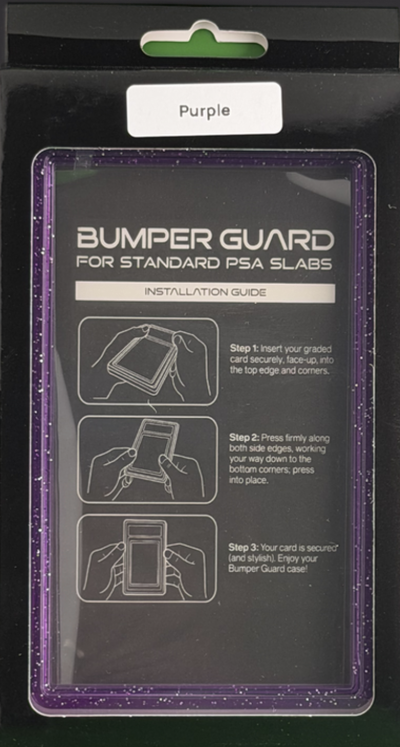 Purple
BUMPER GUARD
FOR STANDARD PSA SLABS
INSTALLATION GUIDE
Step 1: Insert your graded
card securely, face-up, into
the top edge and corners.
Step 2: Press firmly along
both side edges, working
your way down to the
bottom corners; press
into place.
Step 3: Your card is secured
(and stylish). Enjoy your
Bumper Guard case!